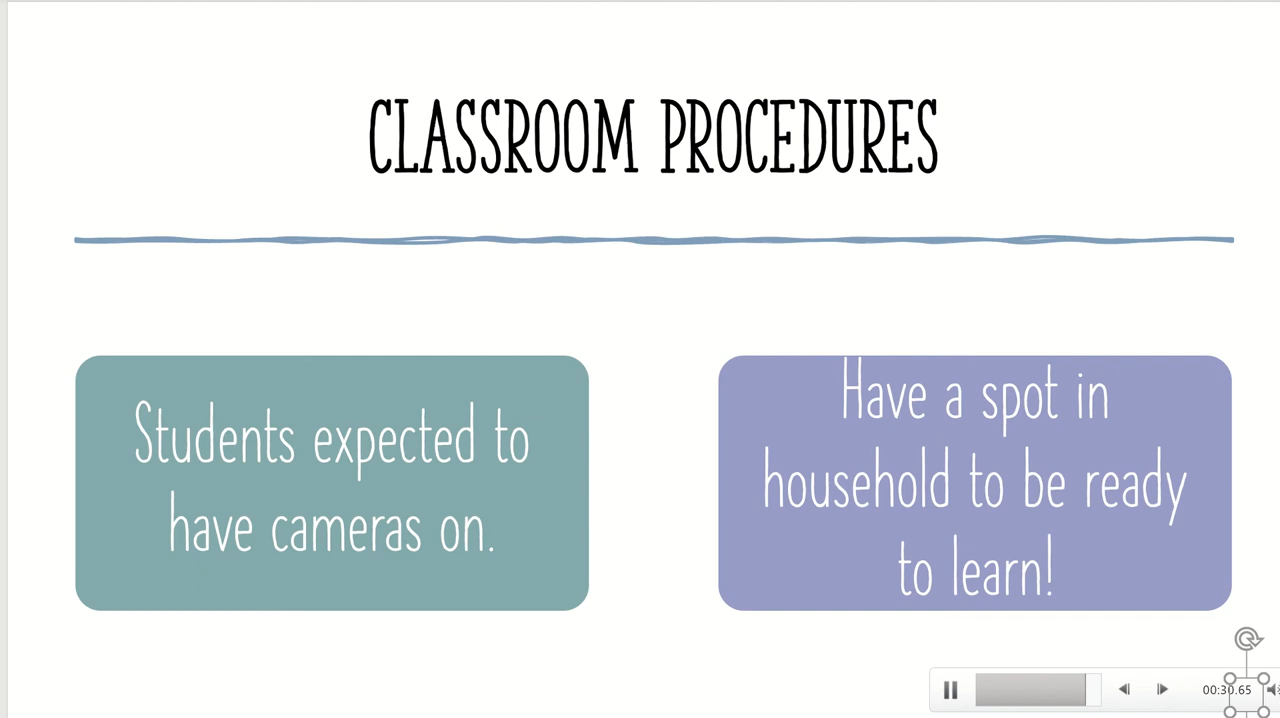 CLASSROOM PROCEDURES
Students expected to
have cameras on.
Have a spot in
household to be ready
to learn!
00:30.65